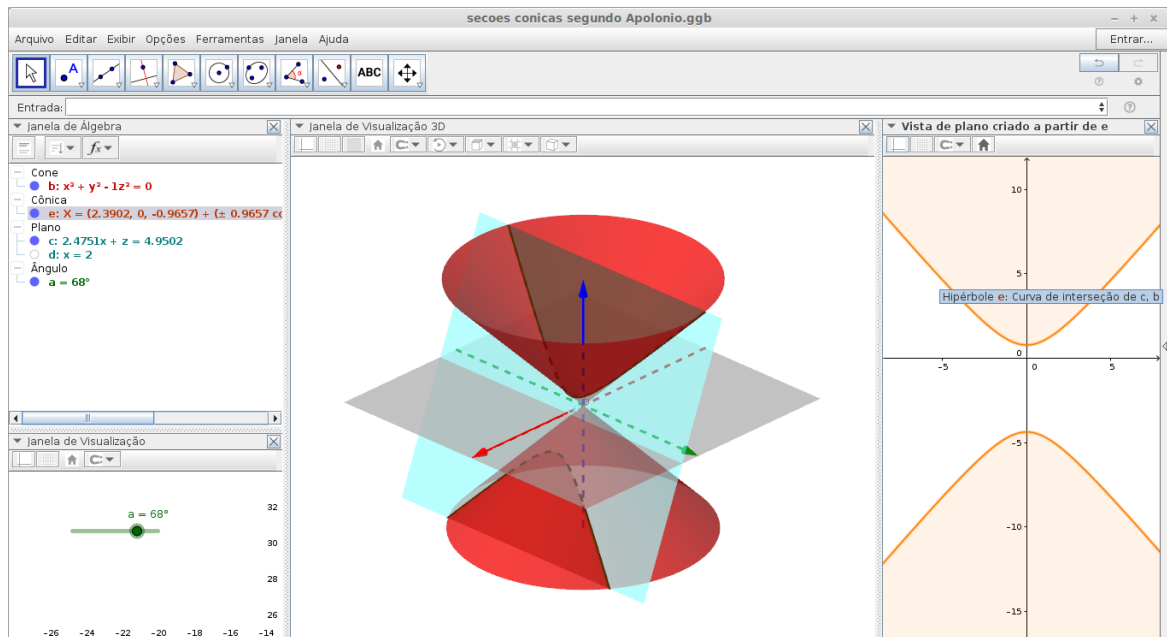 secoes conicas segundo Apolonio.ggb
Arquivo Editar Exibir Opções Ferramentas Janela Ajuda
Entrar...
A
α
ABC
Entrada:
Janela de Álgebra
Janela de Visualização 3D
Vista de plano criado a partir de e
fx
Cone
b: x² + y² - 1z² = 0
Cônica
e: X = (2.3902, 0, -0.9657) + (± 0.9657 co
Plano
c: 2.4751x + z = 4.9502
d: x = 2
Ângulo
a = 68°
10
5
Hipérbole e: Curva de interseção de c, b
0
-5
0
5
-5
-10
-15
Janela de Visualização
a = 68°
32
30
28
26
-26 -24 -22 -20 -18 -16 -14